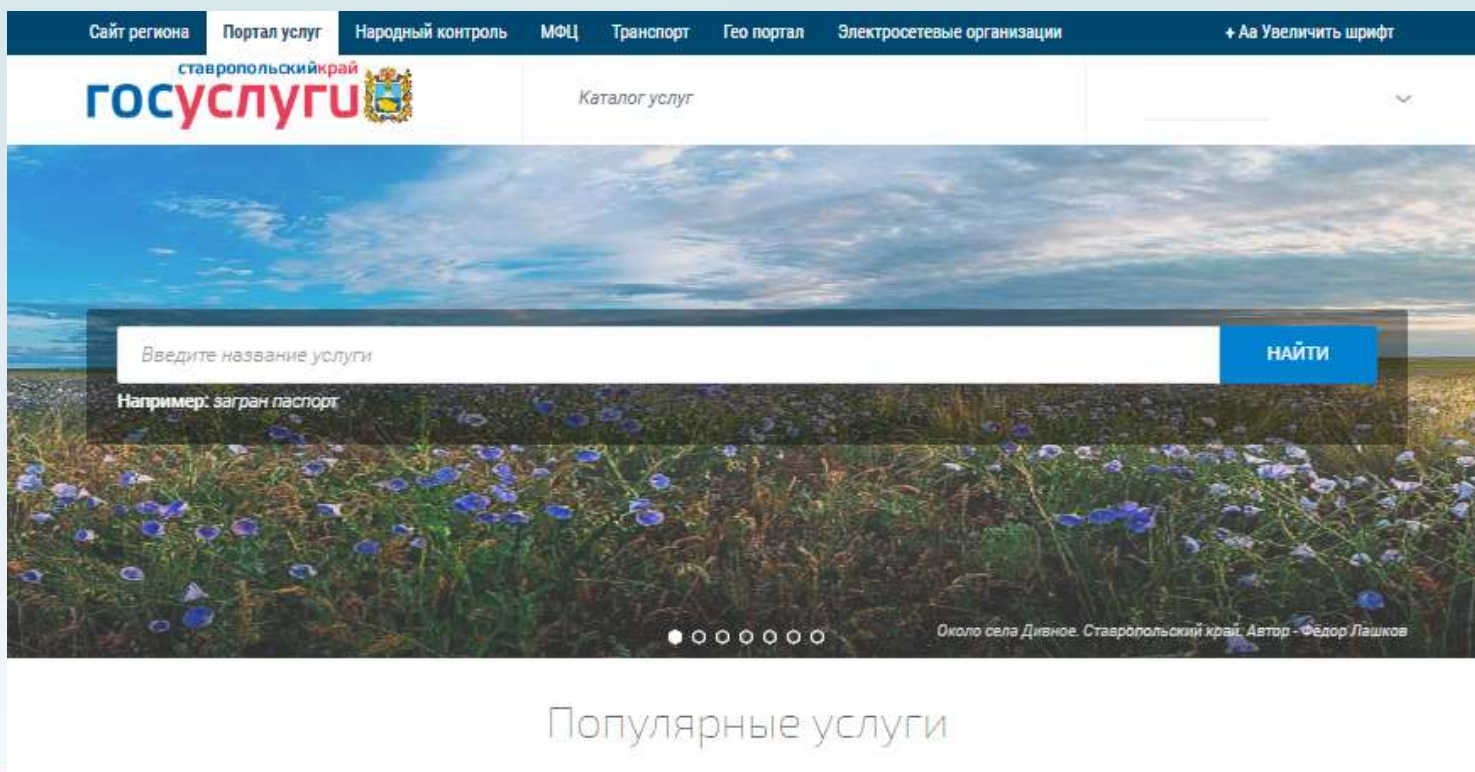 Сайт региона Портал услуг Народный контроль МФЦ Транспорт Гео портал Электросетевые организации + Аа Увеличить шрифт
ставропольскийкрай
госуслуги
Каталог услуг
Введите название услуги
НАЙТИ
Например: загран паспорт
Около села Дивное. Ставропольский край. Автор - Фёдор Лашков
Популярные услуги